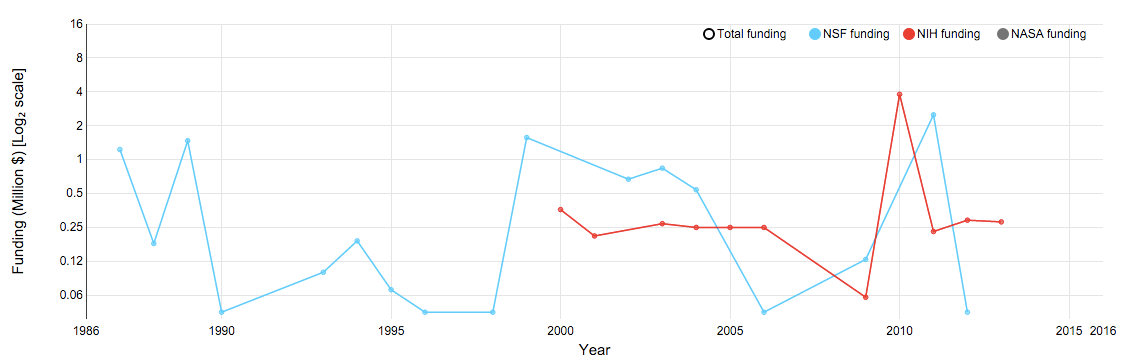 Total funding NSF funding NIH funding NASA funding
Funding (Million $) [Log₂ scale]
16
8
4
2
1
0.5
0.25
0.12
0.06
1986 1990 1995 2000 2005 2010 2015 2016
Year